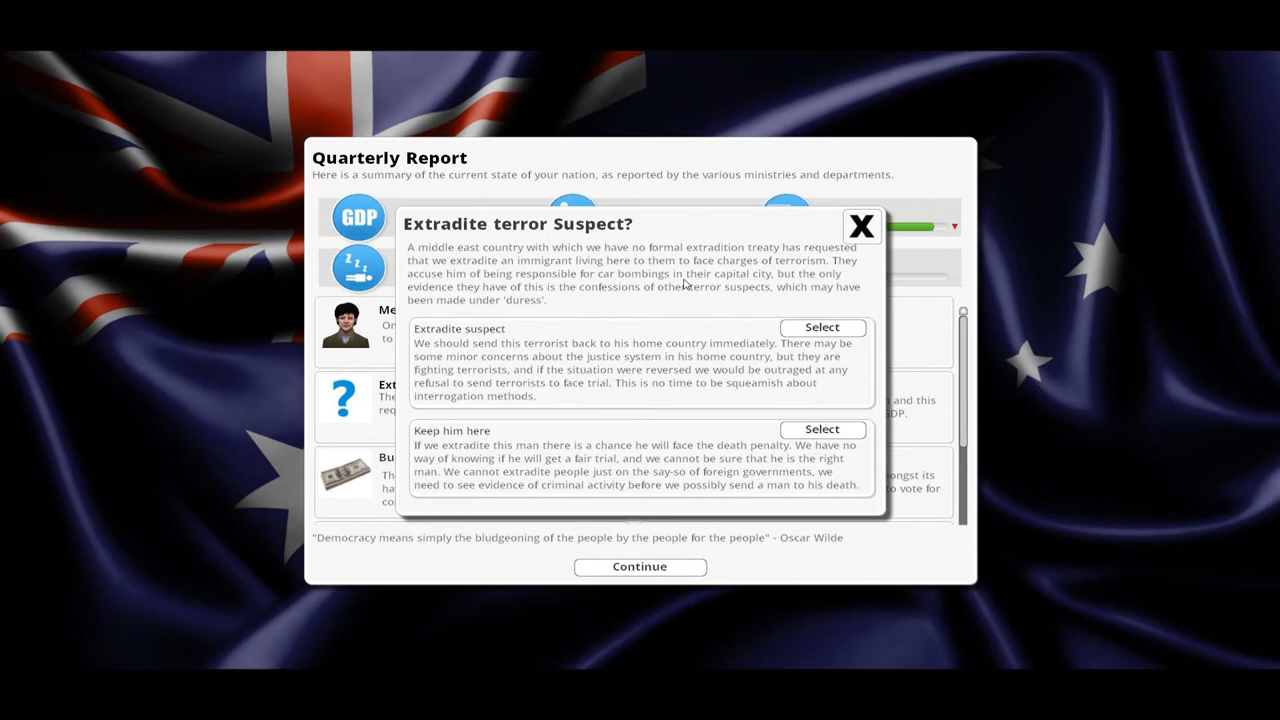 Quarterly Report
Here is a summary of the current state of your nation, as reported by the various ministries and departments.
GDP
Extradite terror Suspect?
X
A middle east country with which we have no formal extradition treaty has requested
that we extradite an immigrant living here to them to face charges of terrorism. They
accuse him of being responsible for car bombings in their capital city, but the only
evidence they have of this is the confessions of other terror suspects, which may have
been made under 'duress'.
Extradite suspect
Select
We should send this terrorist back to his home country immediately. There may be
some minor concerns about the justice system in his home country, but they are
fighting terrorists, and if the situation were reversed we would be outraged at any
refusal to send terrorists to face trial. This is no time to be squeamish about
interrogation methods.
Keep him here
Select
If we extradite this man there is a chance he will face the death penalty. We have no
way of knowing if he will get a fair trial, and we cannot be sure that he is the right
man. We cannot extradite people just on the say-so of foreign governments, we
need to see evidence of criminal activity before we possibly send a man to his death.
z z z
Me
On
to
Ext
The
req
and this
DP.
Bu
Th
ha
co
ongst its
to vote for
"Democracy means simply the bludgeoning of the people by the people for the people" - Oscar Wilde
Continue